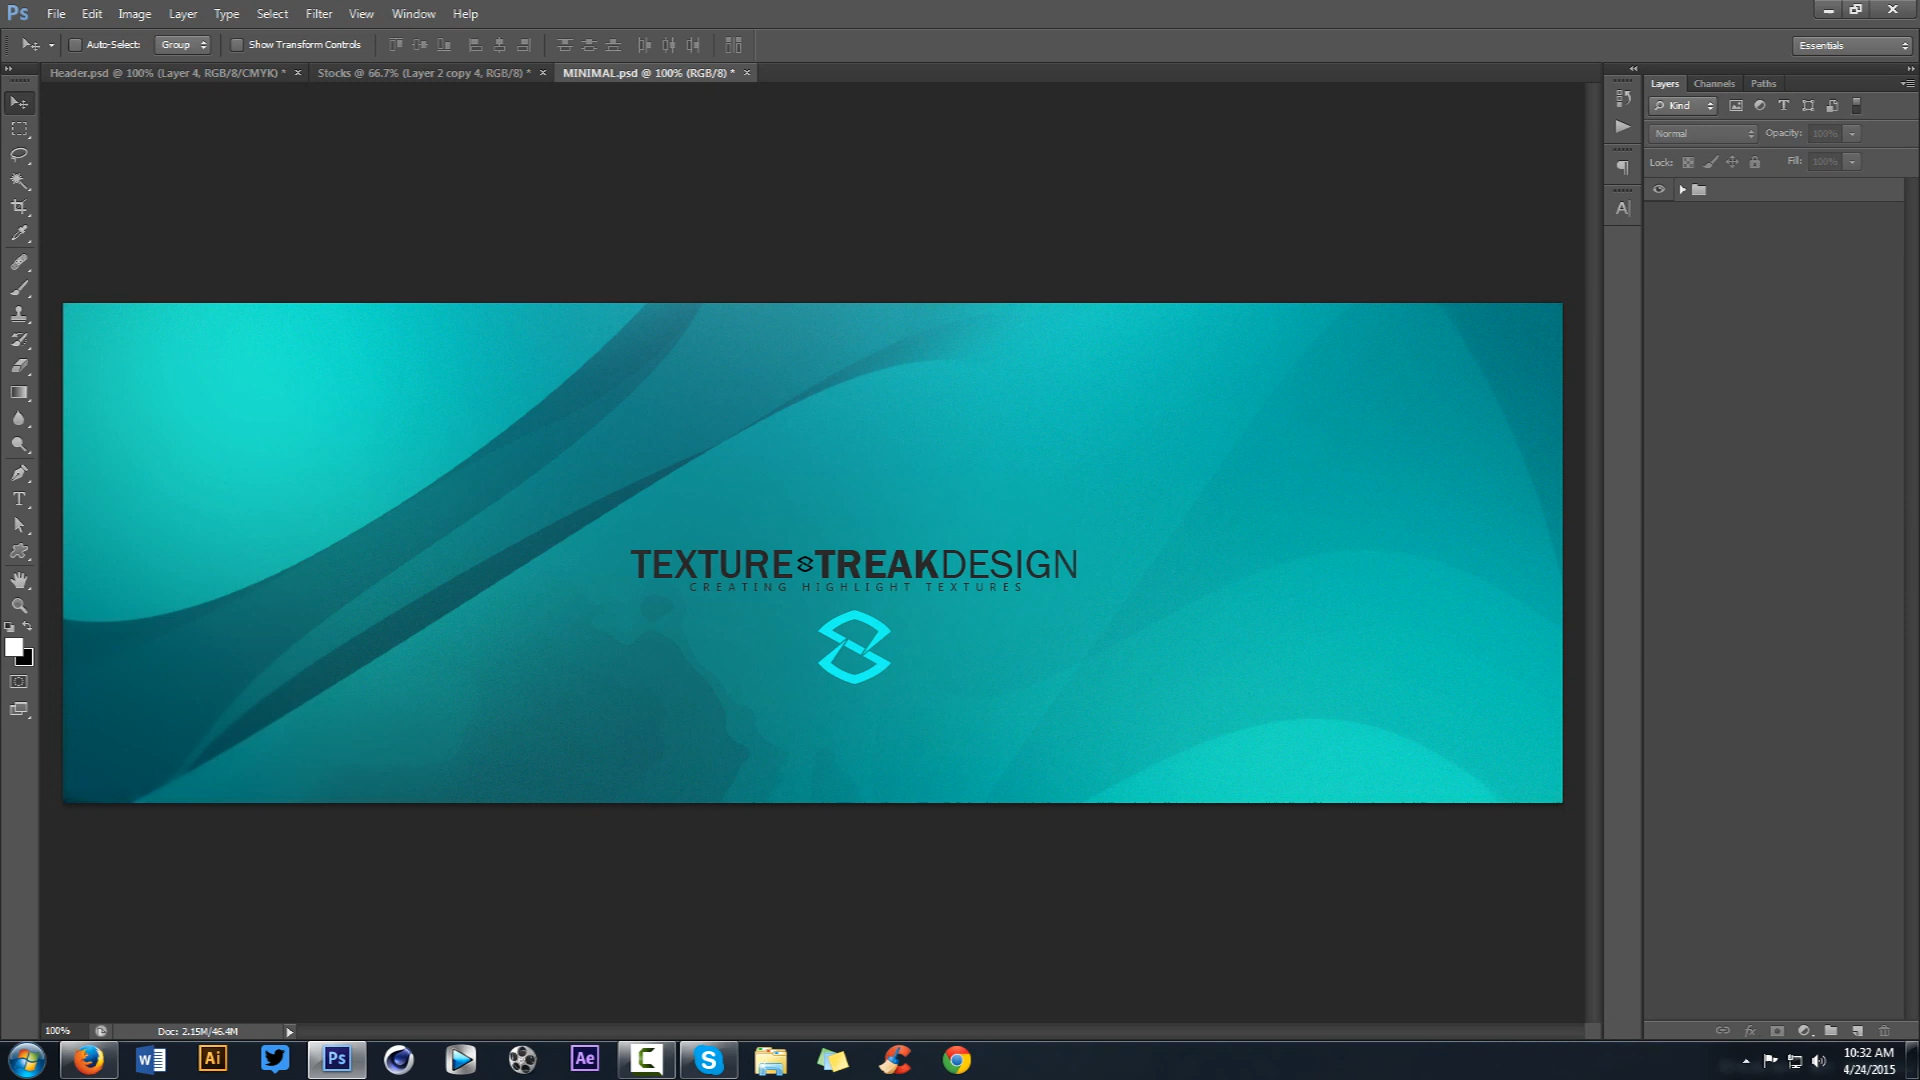 Ps File Edit Image Layer Type Select Filter View Window Help
Auto-Select: Group Show Transform Controls Essentials
Header.psd @ 100% (Layer 4, RGB/8/CMYK) * × Stocks @ 66.7% (Layer 2 copy 4, RGB/8) * × MINIMAL.psd @ 100% (RGB/8) * ×
Layers Channels Paths
Kind
Normal Opacity: 100%
Lock: Fill: 100%
TEXTURE TREAKDESIGN
CREATING HIGHLIGHT TEXTURES
100% Doc: 2.15M/46.4M
Ai Ps Ae
10:32 AM
4/24/2015